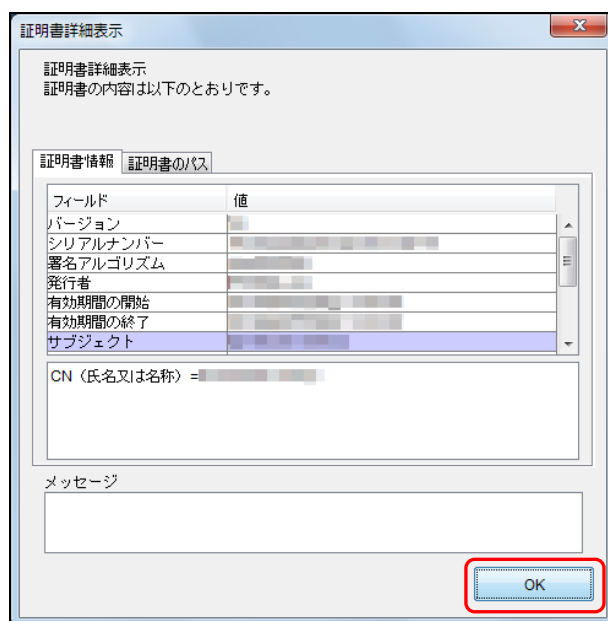 証明書詳細表示
証明書詳細表示
証明書の内容は以下のとおりです。
証明書情報 証明書のパス
フィールド 値
バージョン
シリアルナンバー
署名アルゴリズム
発行者
有効期間の開始
有効期間の終了
サブジェクト
CN（氏名又は名称）=
メッセージ
OK